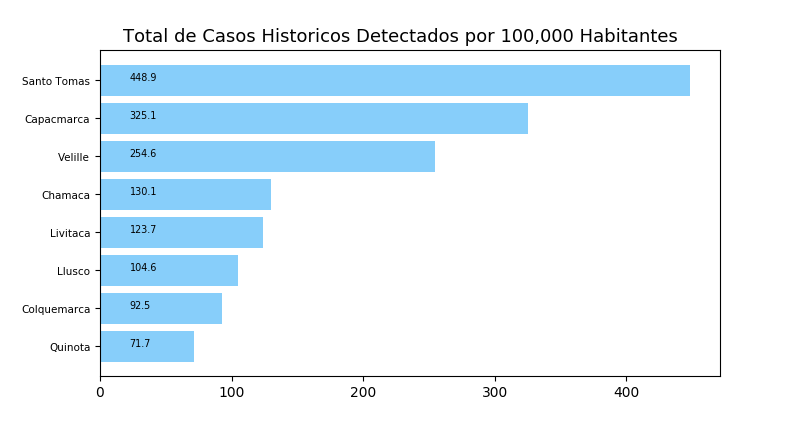 Total de Casos Historicos Detectados por 100,000 Habitantes
Santo Tomas 448.9
Capacmarca 325.1
Velille 254.6
Chamaca 130.1
Livitaca 123.7
Llusco 104.6
Colquemarca 92.5
Quinota 71.7
0 100 200 300 400